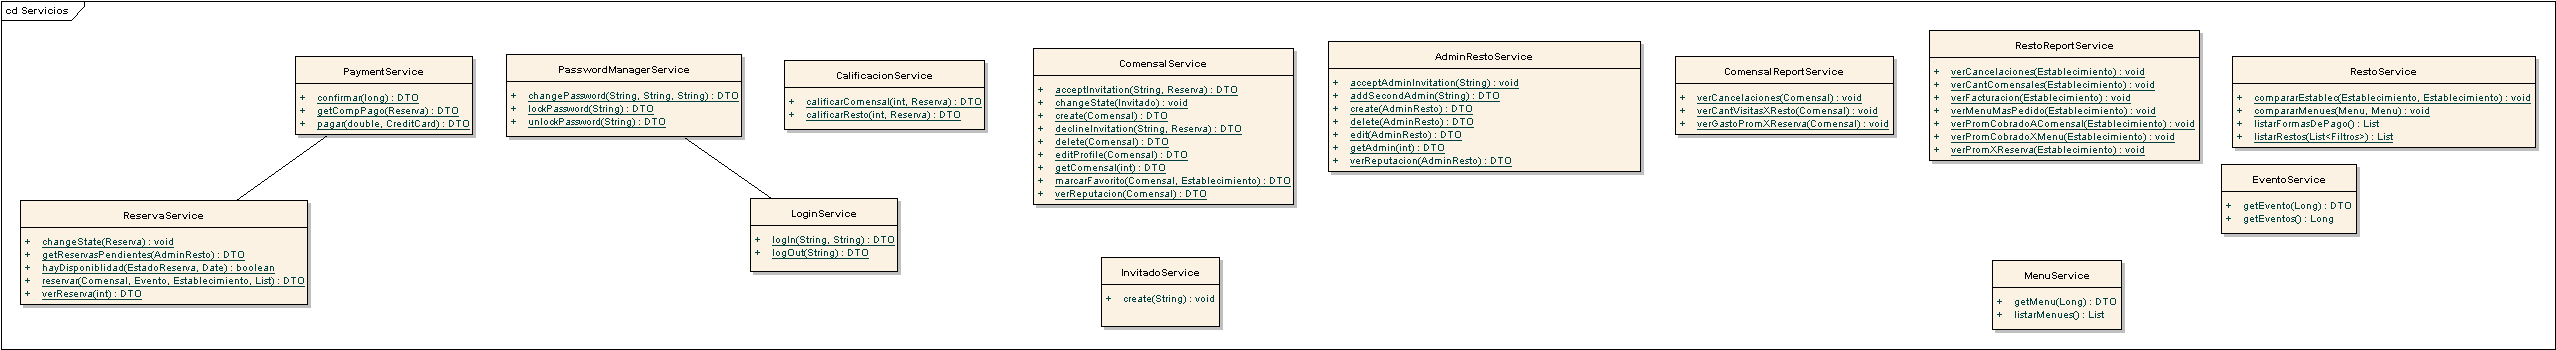 cd Servicios
PaymentService
+ confirmar(long) : DTO
+ getCompPago(Reserva) : DTO
+ pagar(double, CreditCard) : DTO
PasswordManagerService
+ changePassword(String, String, String) : DTO
+ lockPassword(String) : DTO
+ unlockPassword(String) : DTO
CalificacionService
+ calificarComensal(int, Reserva) : DTO
+ calificarResto(int, Reserva) : DTO
ComensalService
+ acceptInvitation(String, Reserva) : DTO
+ changeState(Invitado) : void
+ create(Comensal) : DTO
+ declineInvitation(String, Reserva) : DTO
+ delete(Comensal) : DTO
+ editProfile(Comensal) : DTO
+ getComensal(int) : DTO
+ marcarFavorito(Comensal, Establecimiento) : DTO
+ verReputacion(Comensal) : DTO
AdminRestoService
+ acceptAdminInvitation(String) : void
+ addSecondAdmin(String) : DTO
+ create(AdminResto) : DTO
+ delete(AdminResto) : DTO
+ edit(AdminResto) : DTO
+ getAdmin(int) : DTO
+ verReputacion(AdminResto) : DTO
ComensalReportService
+ verCancelaciones(Comensal) : void
+ verCantVisitasXResto(Comensal) : void
+ verGastoPromXReserva(Comensal) : void
RestoReportService
+ verCancelaciones(Establecimiento) : void
+ verCantComensales(Establecimiento) : void
+ verFacturacion(Establecimiento) : void
+ verMenuMasPedido(Establecimiento) : void
+ verPromCobradoAComensal(Establecimiento) : void
+ verPromCobradoXMenu(Establecimiento) : void
+ verPromXReserva(Establecimiento) : void
RestoService
+ compararEstablec(Establecimiento, Establecimiento) : void
+ compararMenues(Menu, Menu) : void
+ listarFormasDePago() : List
+ listarRestos(List<Filtros>) : List
EventoService
+ getEvento(Long) : DTO
+ getEventos() : Long
ReservaService
+ changeState(Reserva) : void
+ getReservasPendientes(AdminResto) : DTO
+ hayDisponiblidad(EstadoReserva, Date) : boolean
+ reservar(Comensal, Evento, Establecimiento, List) : DTO
+ verReserva(int) : DTO
LoginService
+ logIn(String, String) : DTO
+ logOut(String) : DTO
InvitadoService
+ create(String) : void
MenuService
+ getMenu(Long) : DTO
+ listarMenues() : List